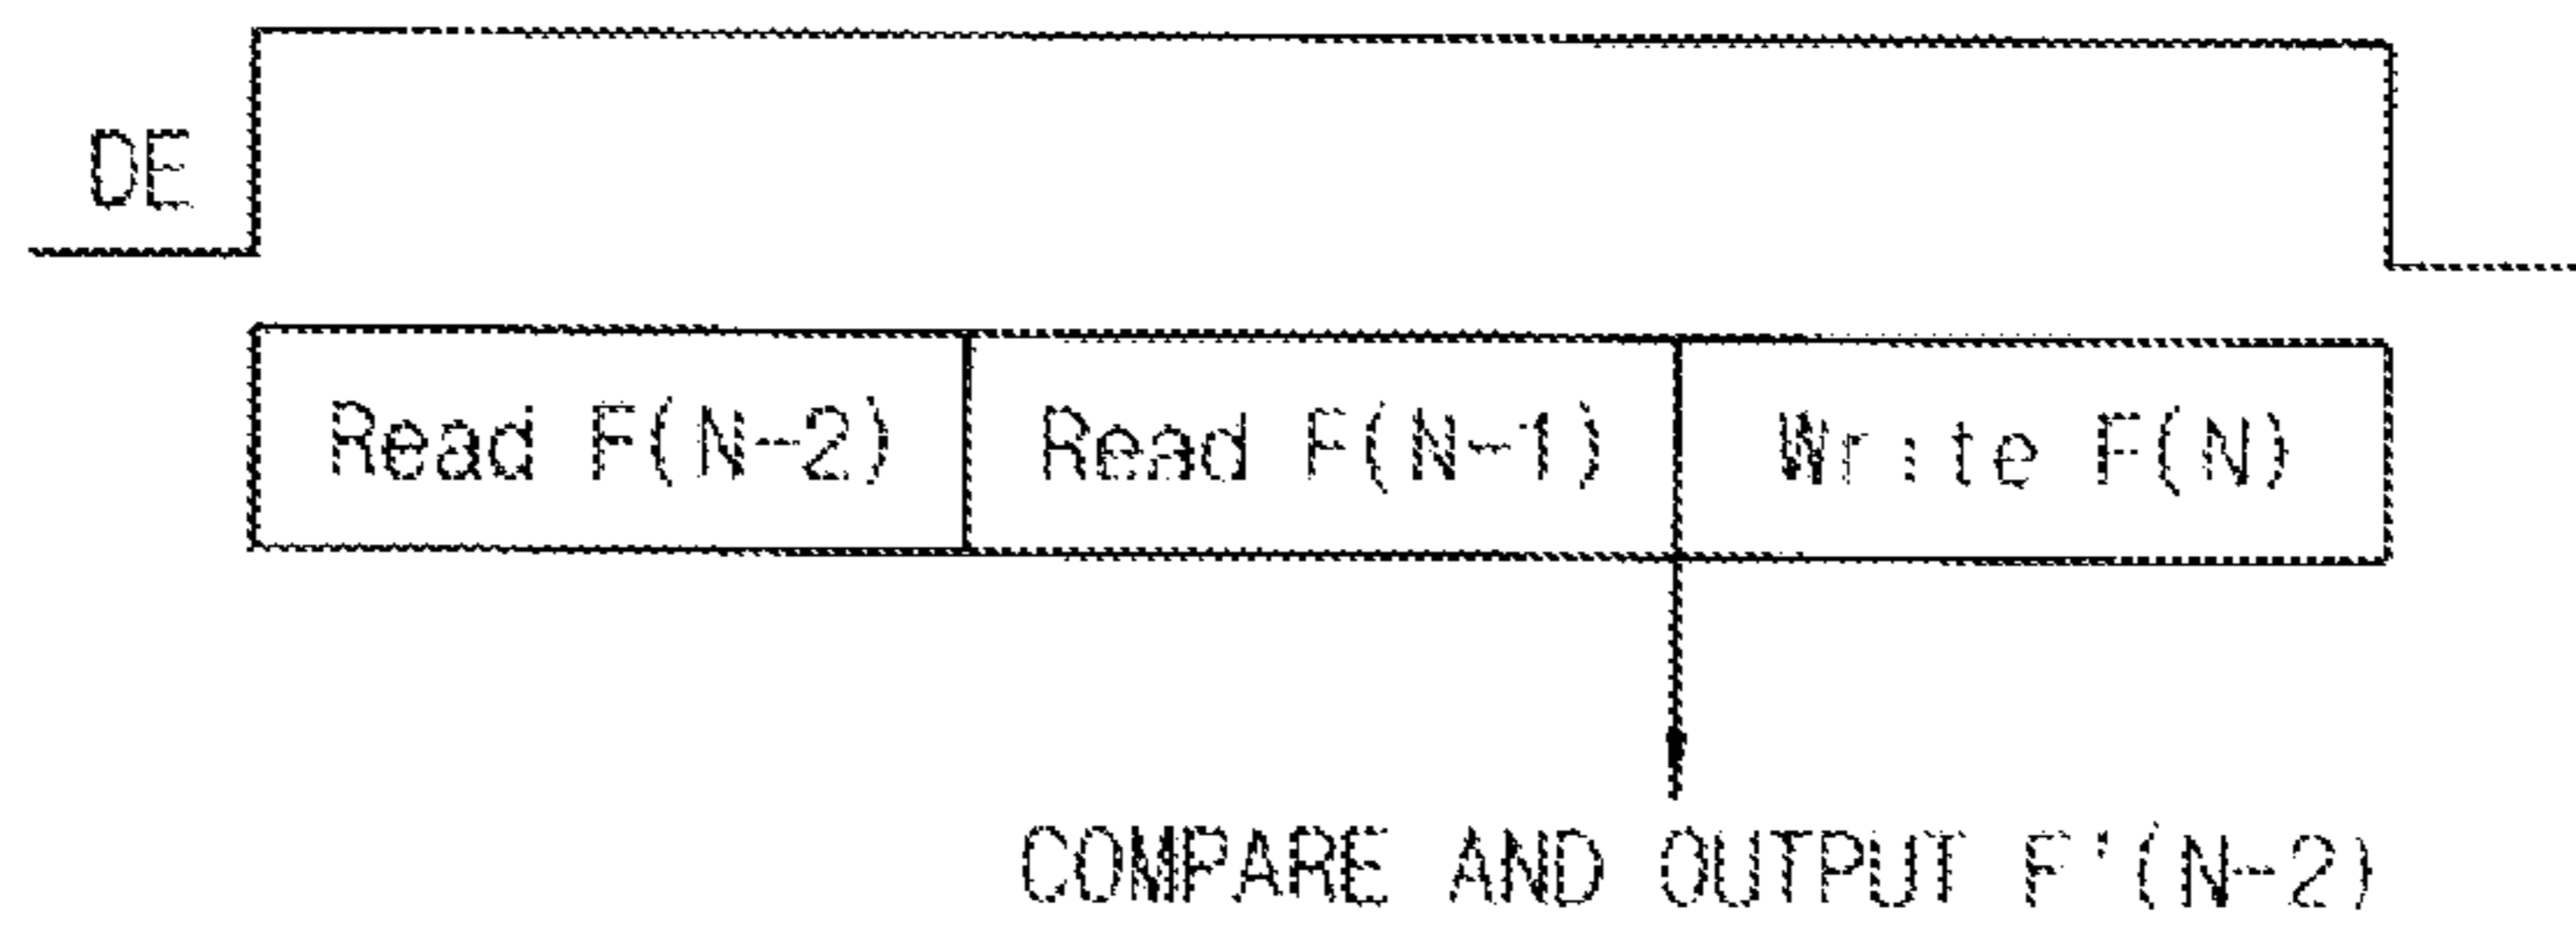 DE
Read F(N-2) Read F(N-1) Write F(N)
COMPARE AND OUTPUT F'(N-2)